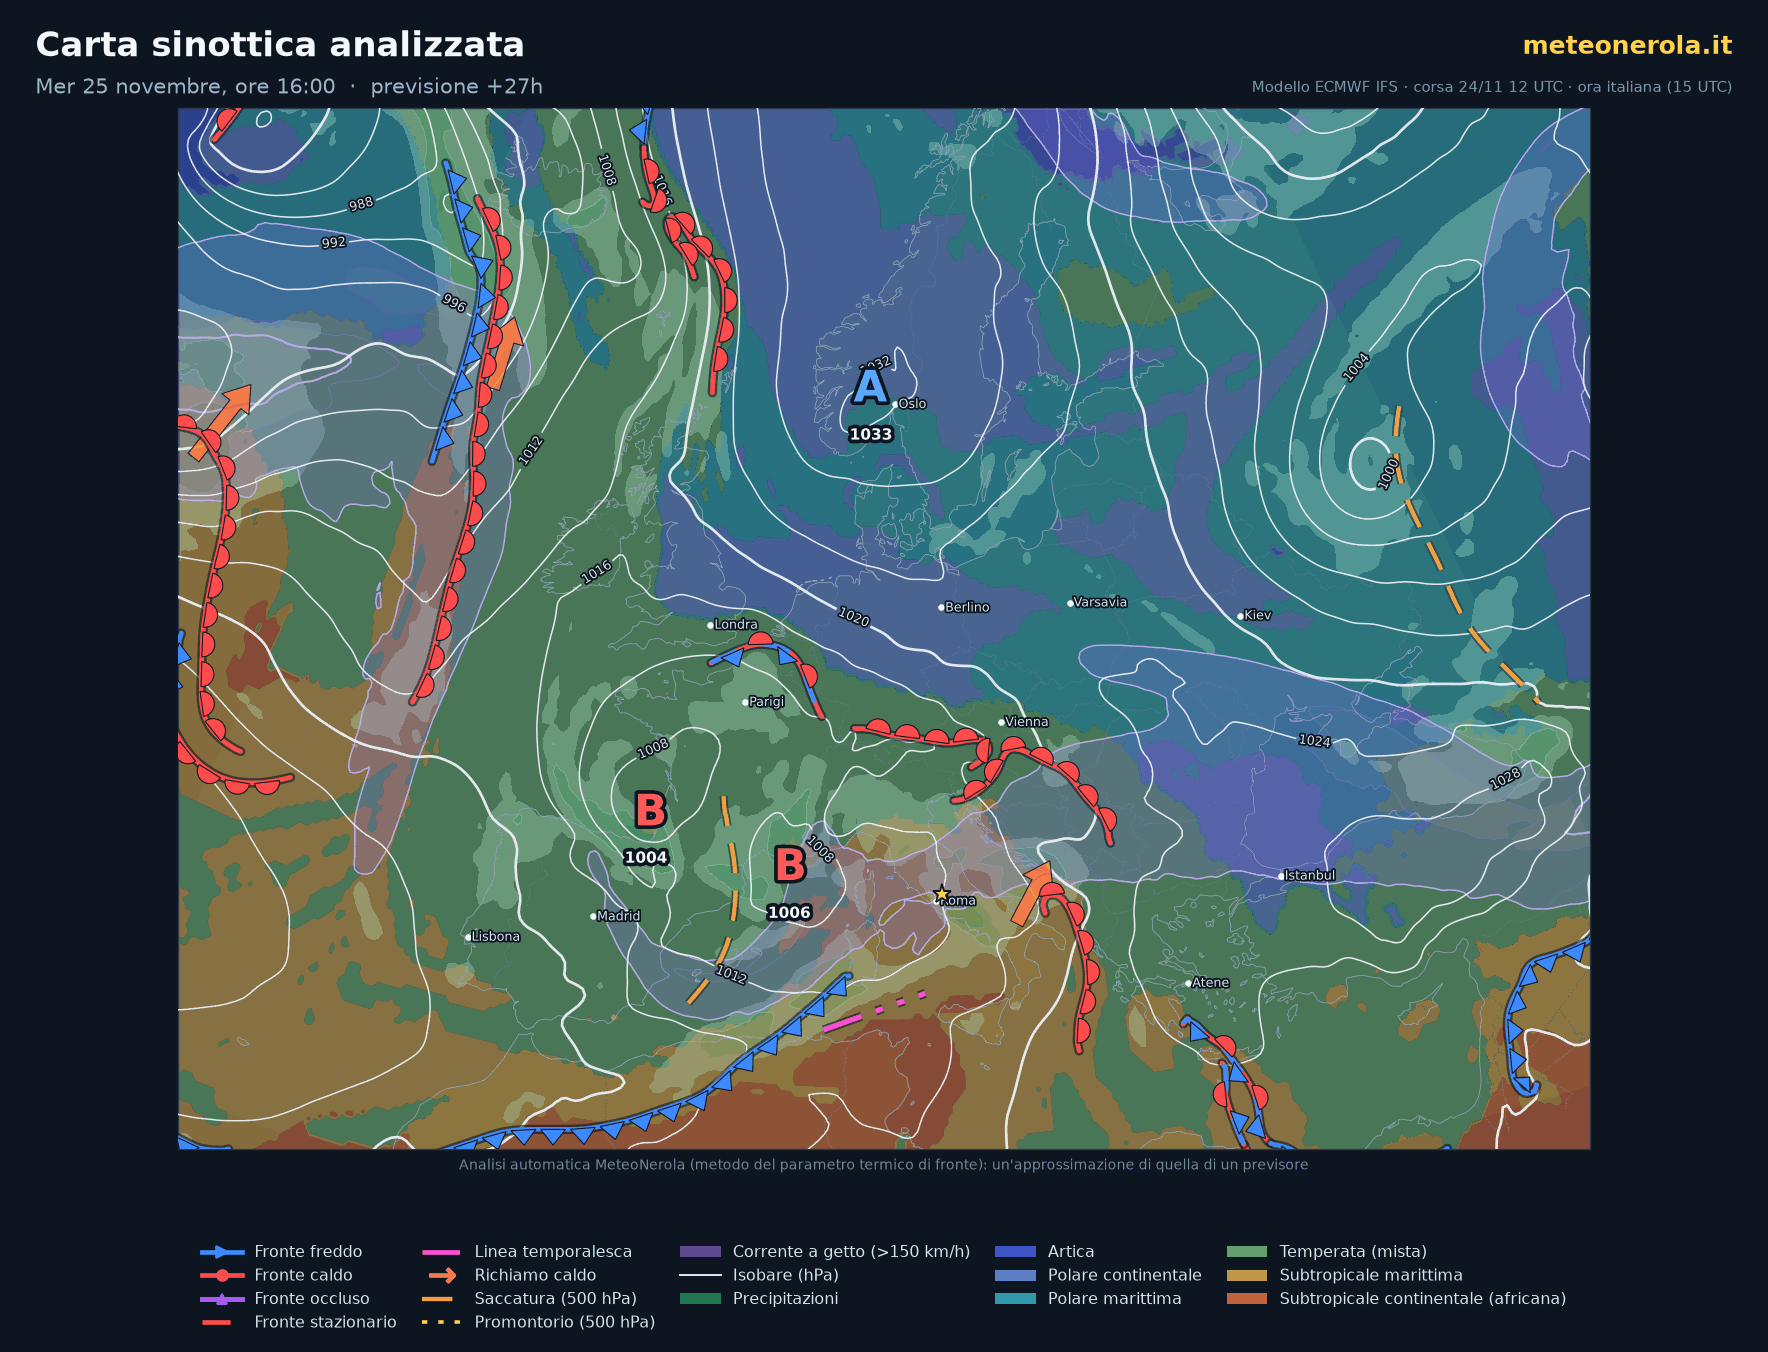 Carta sinottica analizzata
meteonerola.it
Mer 25 novembre, ore 16:00 · previsione +27h
Modello ECMWF IFS · corsa 24/11 12 UTC · ora italiana (15 UTC)
1008
988
992
996
1032
A
Oslo
1033
1004
1012
1000
1016
Londra
1020
Berlino
Varsavia
Kiev
Parigi
Vienna
1008
1024
1028
B
1004
1008
B
1006
Istanbul
Roma
Madrid
Lisbona
1012
Atene
Analisi automatica MeteoNerola (metodo del parametro termico di fronte): un'approssimazione di quella di un previsore
Fronte freddo
Fronte caldo
Fronte occluso
Fronte stazionario
Linea temporalesca
Richiamo caldo
Saccatura (500 hPa)
Promontorio (500 hPa)
Corrente a getto (>150 km/h)
Isobare (hPa)
Precipitazioni
Artica
Polare continentale
Polare marittima
Temperata (mista)
Subtropicale marittima
Subtropicale continentale (africana)